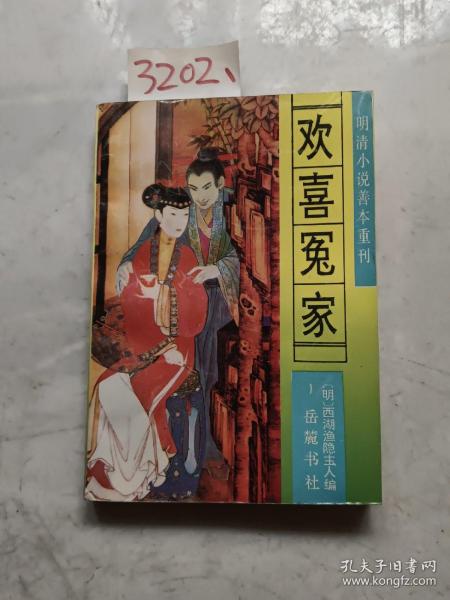 3202、
欢喜冤家
明清小说善本重刊
〔明〕西湖渔隐主人编
岳麓书社
孔夫子旧书网
www.kongfz.com